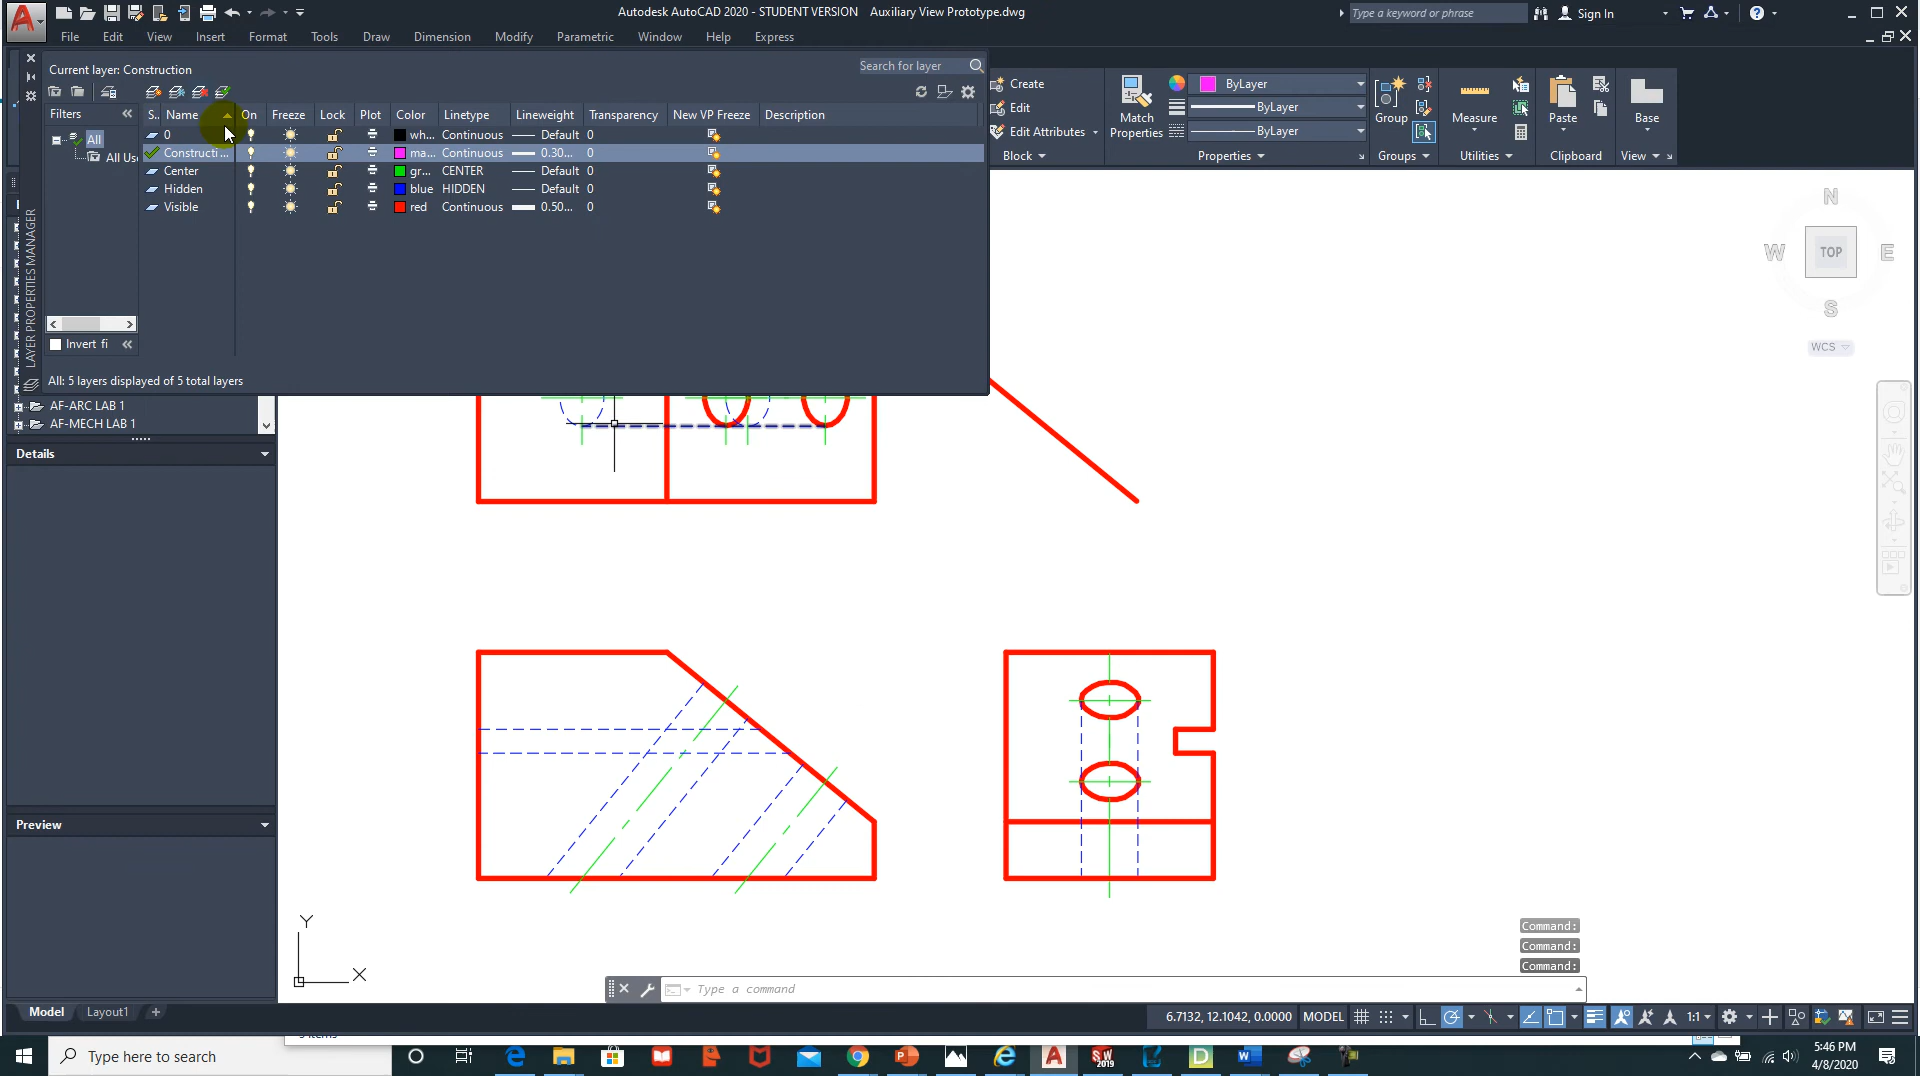 Autodesk AutoCAD 2020 - STUDENT VERSION Auxiliary View Prototype.dwg
Type a keyword or phrase
Sign In
File Edit View Insert Format Tools Draw Dimension Modify Parametric Window Help Express
Current layer: Construction
Search for layer
Filters
S.. Name On Freeze Lock Plot Color Linetype Lineweight Transparency New VP Freeze Description
All
All Use
0 wh... Continuous Default 0
Constructi... ma... Continuous 0.30... 0
Center gr... CENTER Default 0
Hidden blue HIDDEN Default 0
Visible red Continuous 0.50... 0
Invert fi
All: 5 layers displayed of 5 total layers
LAYER PROPERTIES MANAGER
Create
Edit
Edit Attributes
Block
Match
Properties
ByLayer
ByLayer
ByLayer
Properties
Group
Groups
Measure
Utilities
Paste
Clipboard
Base
View
AF-ARC LAB 1
AF-MECH LAB 1
Details
Preview
N
W TOP E
S
WCS
Y
X
Command:
Command:
Command:
Type a command
Model Layout1 +
6.7132, 12.1042, 0.0000 MODEL
1:1
Type here to search
SW
2019
D
5:46 PM
4/8/2020